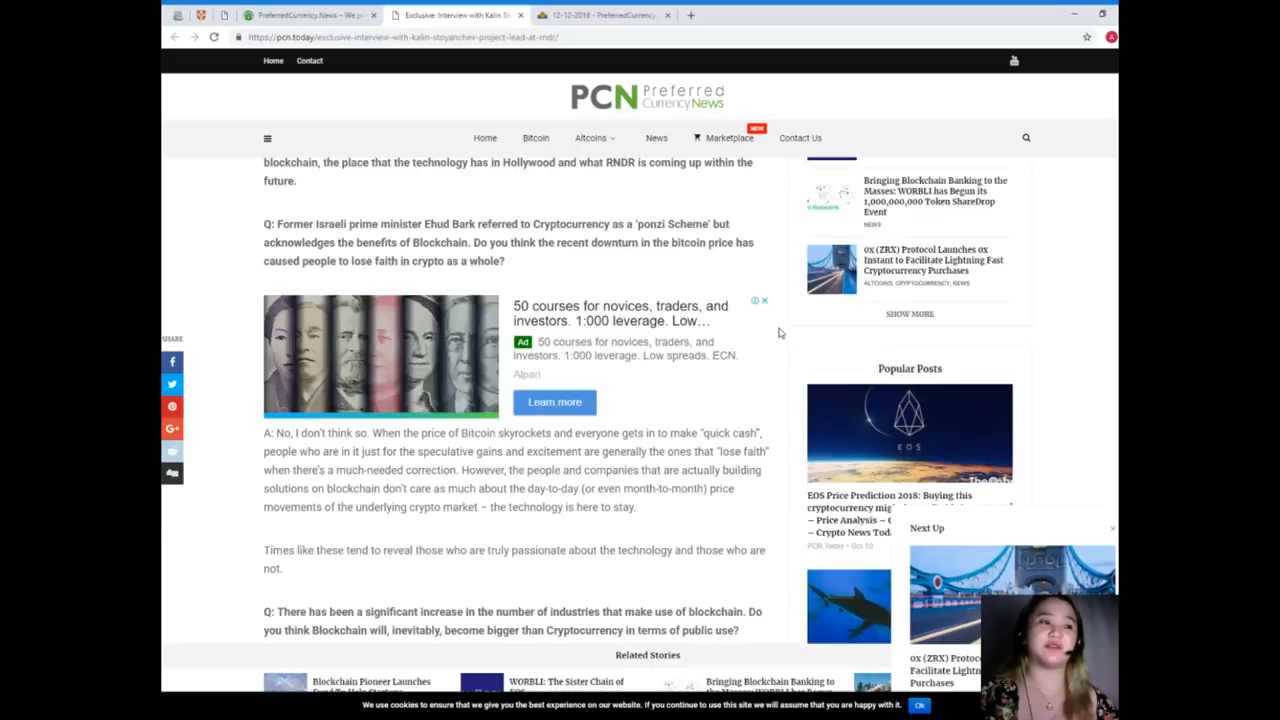 PreferredCurrency.News – We pr
Exclusive: Interview with Kalin St
12-12-2018 - PreferredCurrency
https://pcn.today/exclusive-interview-with-kalin-stoyanchev-project-lead-at-rndr/
Home Contact
PCN Preferred
Currency News
Home Bitcoin Altcoins News Marketplace NEW Contact Us
blockchain, the place that the technology has in Hollywood and what RNDR is coming up within the
future.
Q: Former Israeli prime minister Ehud Bark referred to Cryptocurrency as a 'ponzi Scheme' but
acknowledges the benefits of Blockchain. Do you think the recent downturn in the bitcoin price has
caused people to lose faith in crypto as a whole?
50 courses for novices, traders, and
investors. 1:000 leverage. Low…
Ad 50 courses for novices, traders, and
investors. 1:000 leverage. Low spreads. ECN.
Alpari
Learn more
SHARE
A: No, I don't think so. When the price of Bitcoin skyrockets and everyone gets in to make “quick cash”,
people who are in it just for the speculative gains and excitement are generally the ones that “lose faith”
when there's a much-needed correction. However, the people and companies that are actually building
solutions on blockchain don't care as much about the day-to-day (or even month-to-month) price
movements of the underlying crypto market – the technology is here to stay.
Times like these tend to reveal those who are truly passionate about the technology and those who are
not.
Q: There has been a significant increase in the number of industries that make use of blockchain. Do
you think Blockchain will, inevitably, become bigger than Cryptocurrency in terms of public use?
Bringing Blockchain Banking to the
Masses: WORBLI has Begun its
1,000,000,000 Token ShareDrop
Event
NEWS
0x (ZRX) Protocol Launches 0x
Instant to Facilitate Lightning Fast
Cryptocurrency Purchases
ALTCOINS, CRYPTOCURRENCY, NEWS
SHOW MORE
Popular Posts
EOS
EOS Price Prediction 2018: Buying this
cryptocurrency mig
– Price Analysis –
– Crypto News Tod
PCN.Today • Oct 10
Next Up
0x (ZRX) Protoc
Facilitate Lightning
Purchases
Related Stories
Blockchain Pioneer Launches
Fund To Help Startups
WORBLI: The Sister Chain of
EOS
Bringing Blockchain Banking to
the Masses: WORBLI has Begun
We use cookies to ensure that we give you the best experience on our website. If you continue to use this site we will assume that you are happy with it. Ok